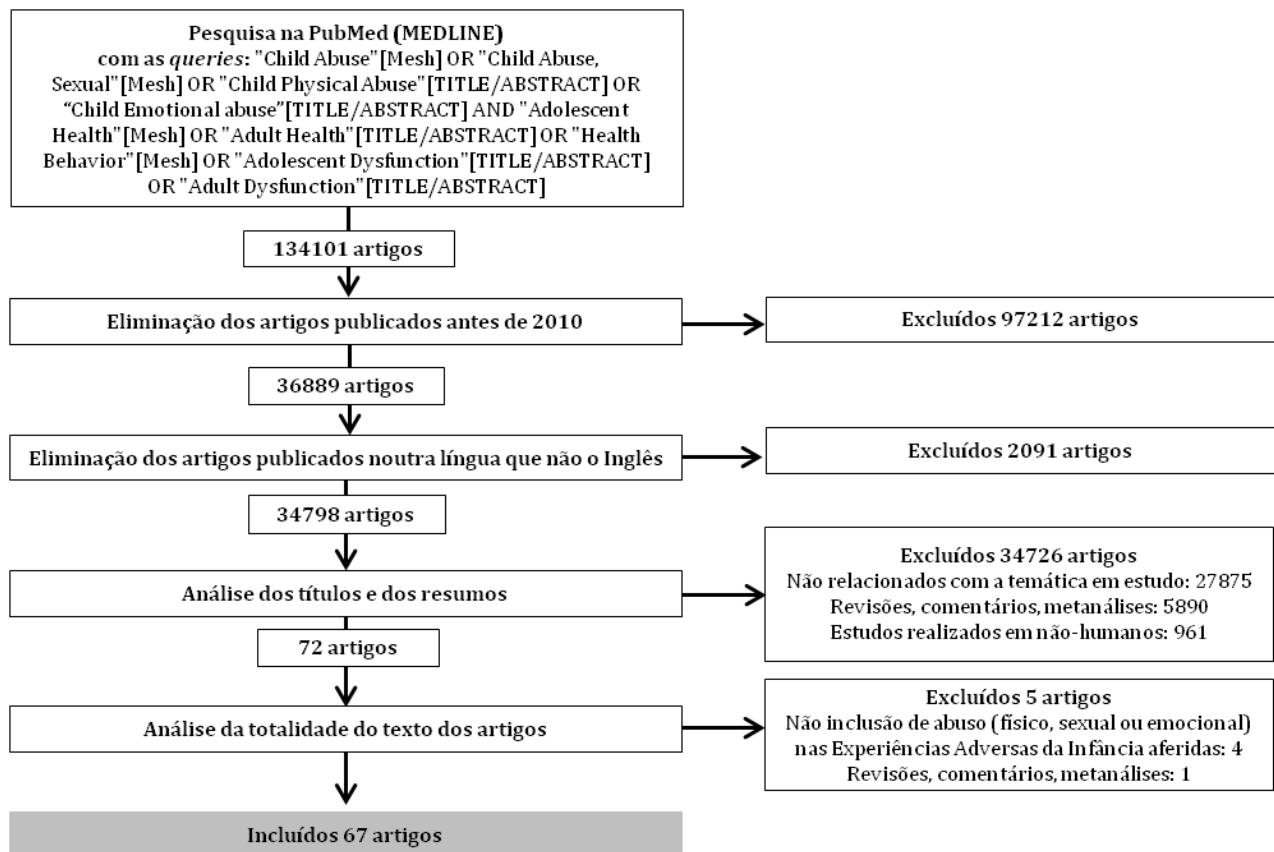 Pesquisa na PubMed (MEDLINE)
com as queries: "Child Abuse"[Mesh] OR "Child Abuse,
Sexual"[Mesh] OR "Child Physical Abuse"[TITLE/ABSTRACT] OR
“Child Emotional abuse”[TITLE/ABSTRACT] AND "Adolescent
Health"[Mesh] OR "Adult Health"[TITLE/ABSTRACT] OR "Health
Behavior"[Mesh] OR "Adolescent Dysfunction"[TITLE/ABSTRACT]
OR "Adult Dysfunction"[TITLE/ABSTRACT]
134101 artigos
Eliminação dos artigos publicados antes de 2010
Excluídos 97212 artigos
36889 artigos
Eliminação dos artigos publicados noutra língua que não o Inglês
Excluídos 2091 artigos
34798 artigos
Análise dos títulos e dos resumos
Excluídos 34726 artigos
Não relacionados com a temática em estudo: 27875
Revisões, comentários, metanálises: 5890
Estudos realizados em não-humanos: 961
72 artigos
Análise da totalidade do texto dos artigos
Excluídos 5 artigos
Não inclusão de abuso (físico, sexual ou emocional)
nas Experiências Adversas da Infância aferidas: 4
Revisões, comentários, metanálises: 1
Incluídos 67 artigos